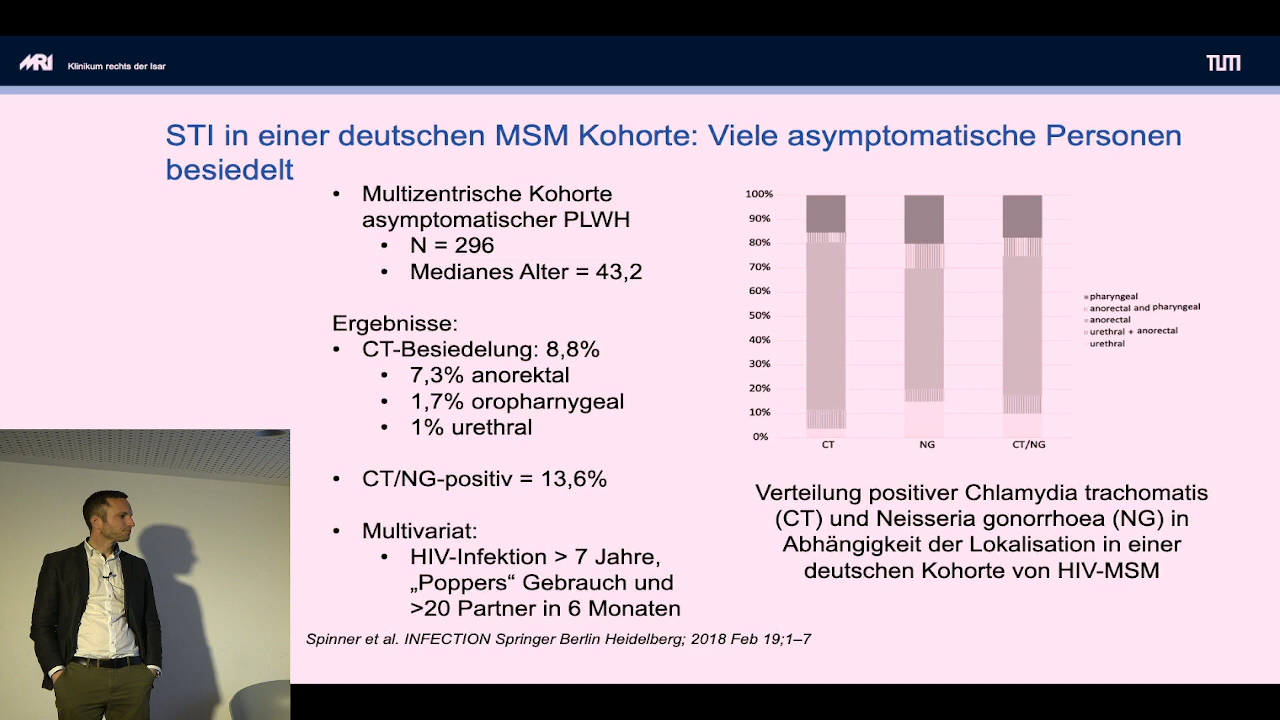 MRI
Klinikum rechts der Isar
TUM
STI in einer deutschen MSM Kohorte: Viele asymptomatische Personen
besiedelt
• Multizentrische Kohorte
asymptomatischer PLWH
• N = 296
• Medianes Alter = 43,2
Ergebnisse:
• CT-Besiedelung: 8,8%
• 7,3% anorektal
• 1,7% oropharnygeal
• 1% urethral
• CT/NG-positiv = 13,6%
• Multivariat:
• HIV-Infektion > 7 Jahre,
„Poppers“ Gebrauch und
>20 Partner in 6 Monaten
Spinner et al. INFECTION Springer Berlin Heidelberg; 2018 Feb 19;1–7
100%
90%
80%
70%
60%
50%
40%
30%
20%
10%
0%
CT NG CT/NG
pharyngeal
anorectal and pharyngeal
anorectal
urethral + anorectal
urethral
Verteilung positiver Chlamydia trachomatis
(CT) und Neisseria gonorrhoea (NG) in
Abhängigkeit der Lokalisation in einer
deutschen Kohorte von HIV-MSM